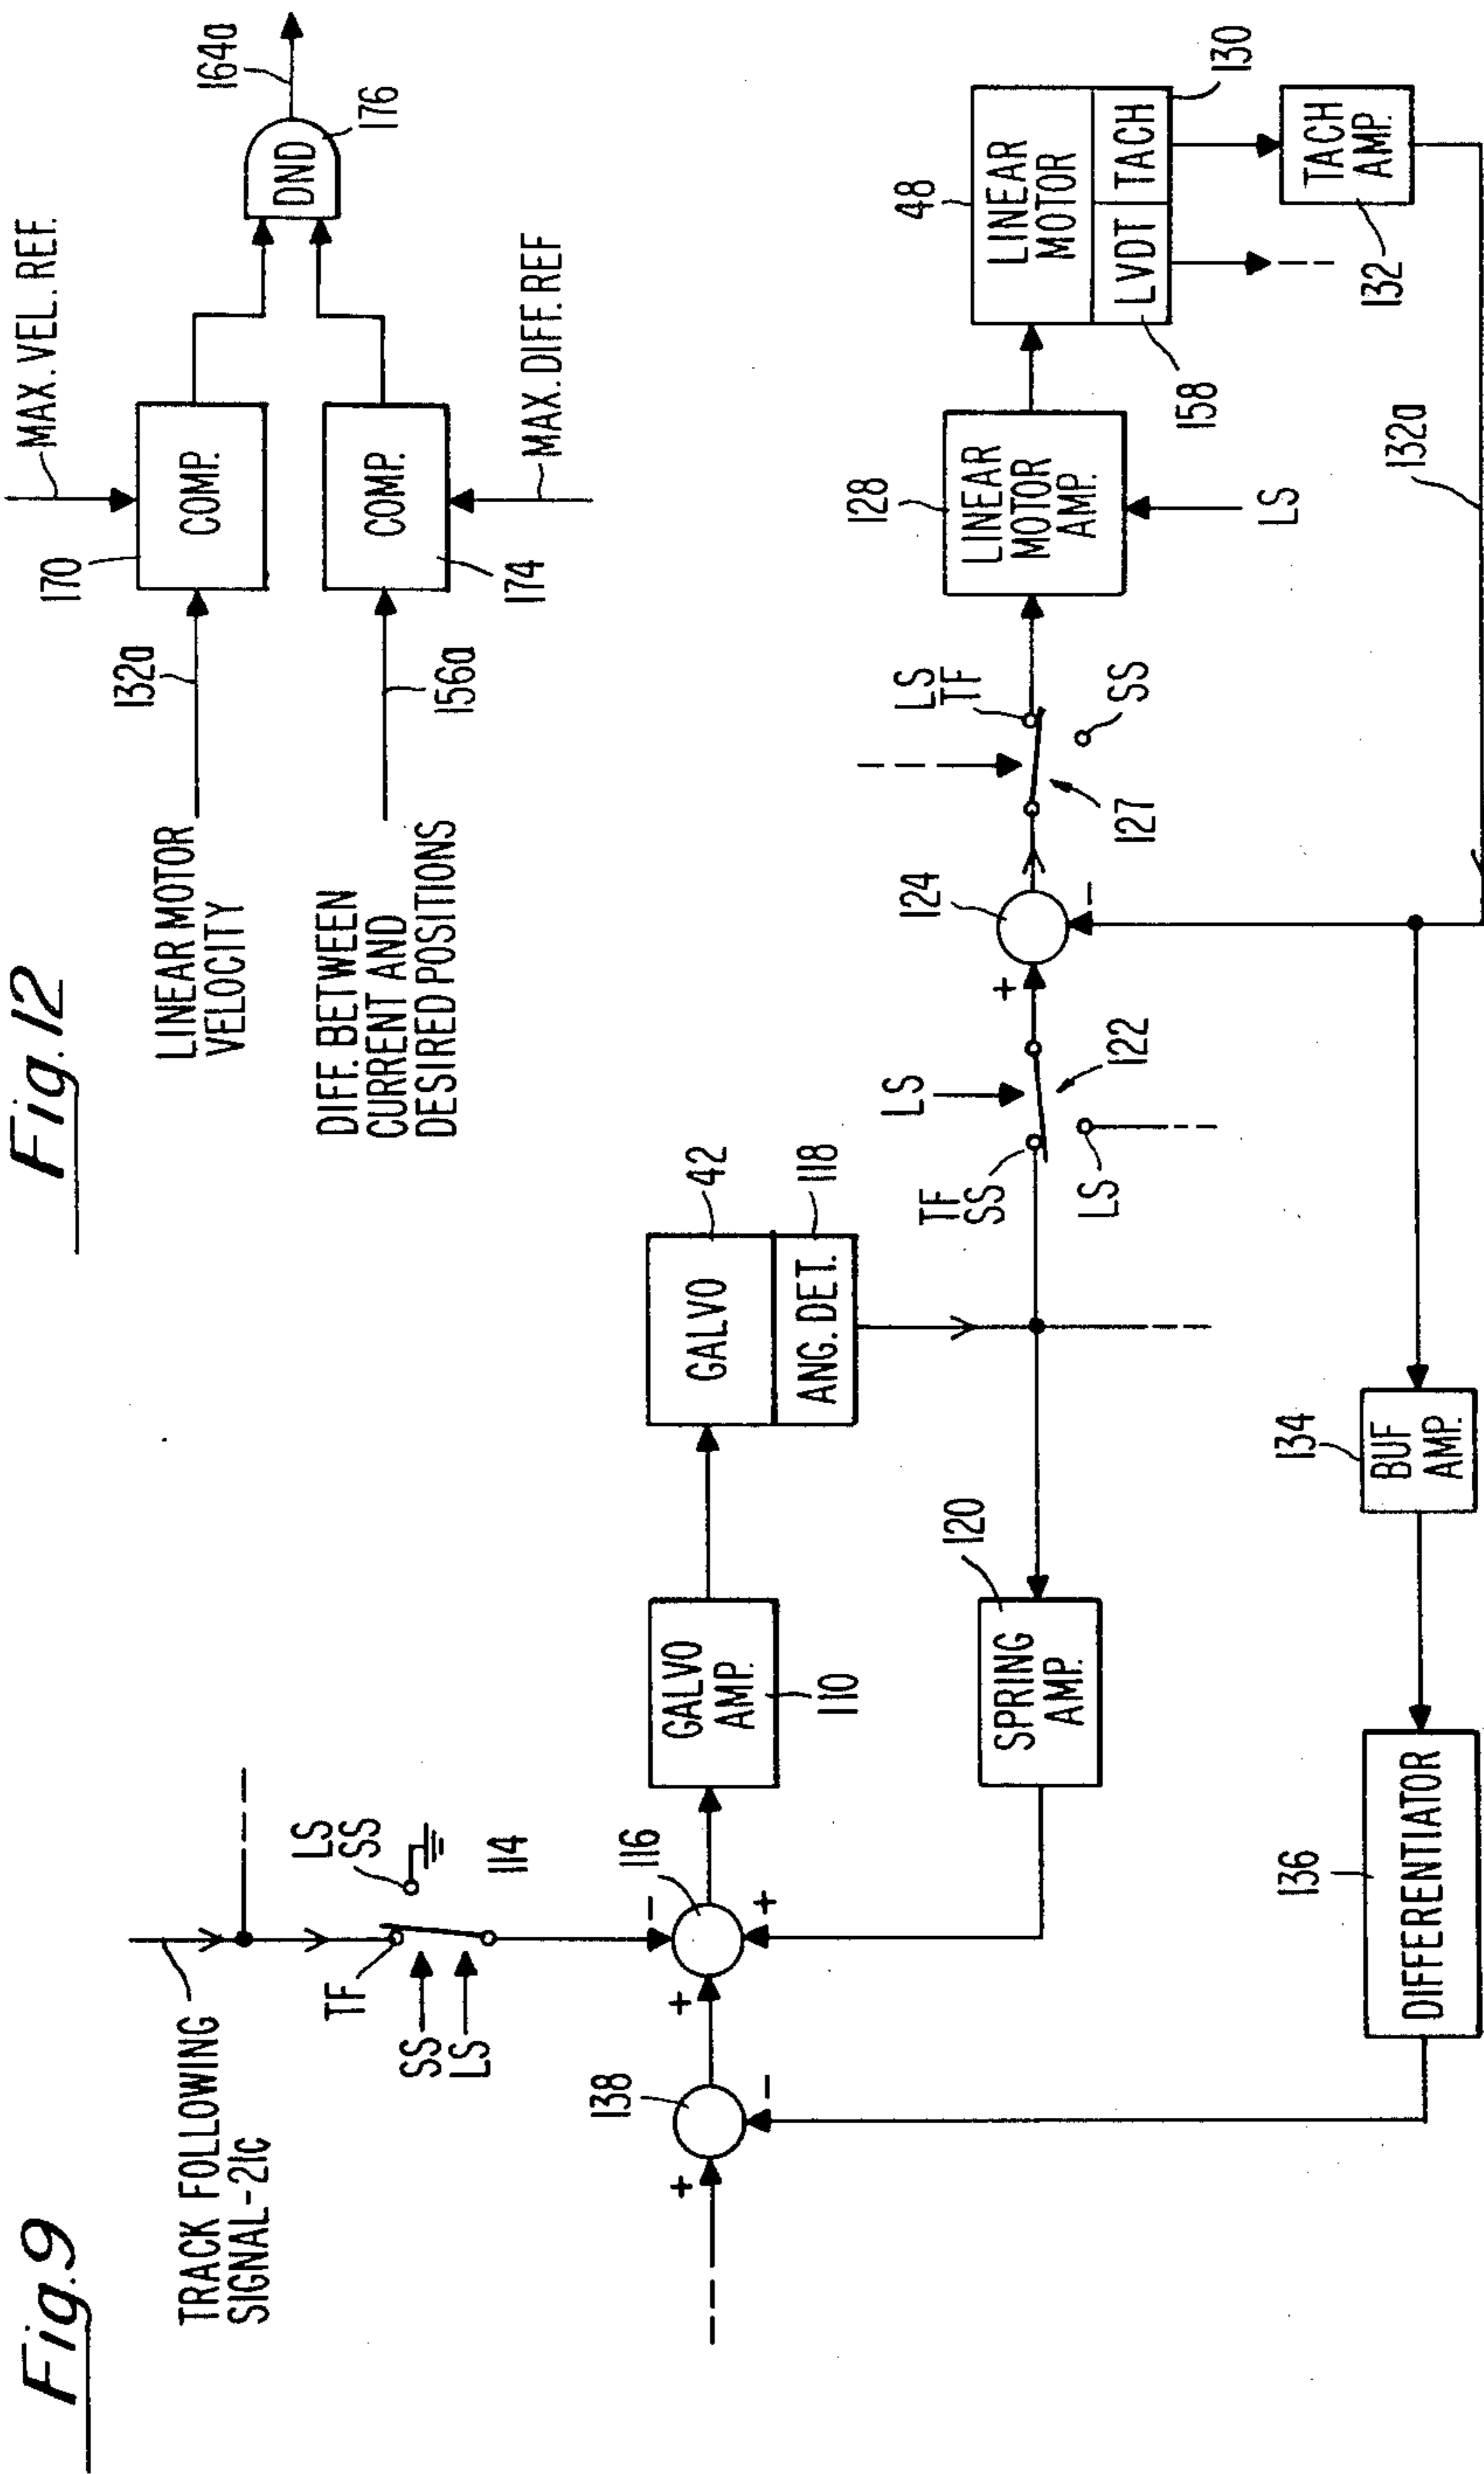 Fig.9
TRACK FOLLOWING
SIGNAL-21c
TF
LS
SS
114
SS
LS
138
+
-
116
-
+
+
GALVO
AMP.
110
GALVO
42
ANG. DET.
118
SPRING
AMP.
120
TF
SS
LS
LS
122
+
124
-
127
LS
TF
SS
128
LINEAR
MOTOR
AMP.
LS
48
LINEAR
MOTOR
LVDT
TACH
158
130
TACH
AMP.
132
132a
134
BUF
AMP.
136
DIFFERENTIATOR
Fig.12
LINEAR MOTOR
VELOCITY
132a
170
COMP.
MAX.VEL.REF.
DIFF. BETWEEN
CURRENT AND
DESIRED POSITIONS
156a
174
COMP.
MAX.DIFF.REF
DND
176
164a